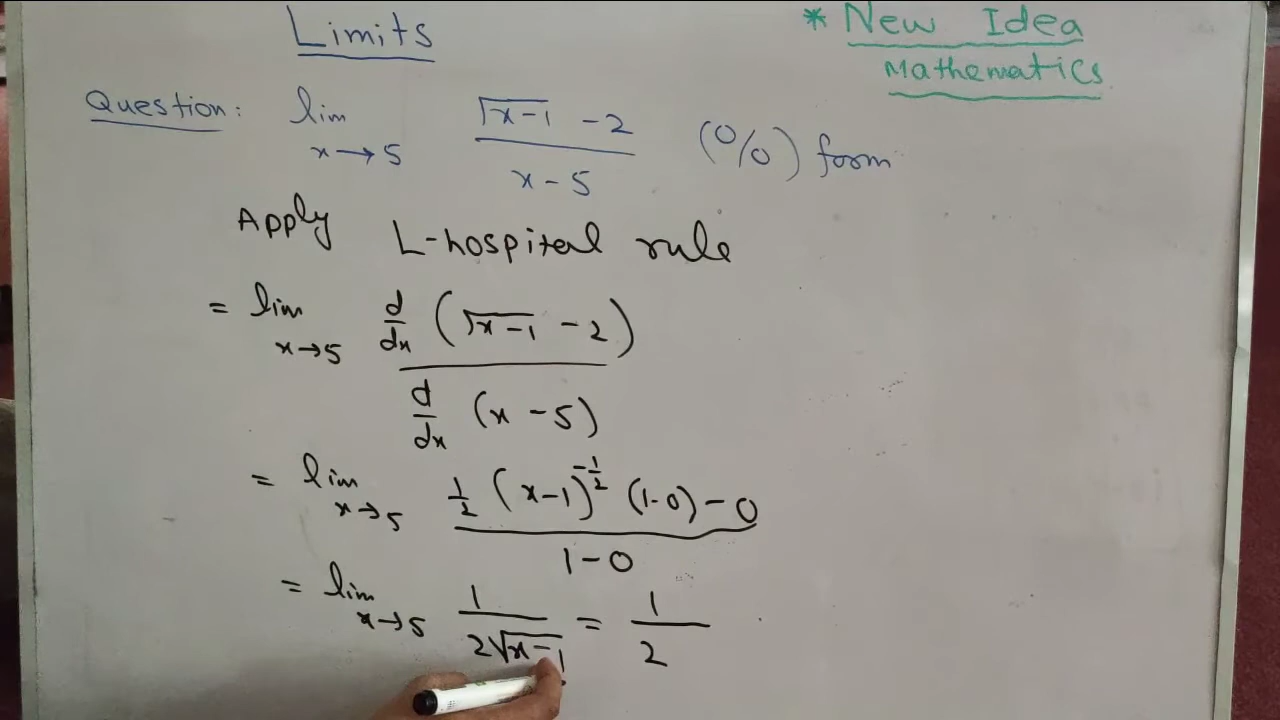 Limits
* New Idea
Mathematics
Question: lim x→5 (√(x-1) - 2)/(x - 5) (0/0) form
Apply L-hospital rule
= lim x→5 (d/dx (√(x-1) - 2))/(d/dx (x - 5))
= lim x→5 (1/2 (x-1)^(-1/2) (1-0) - 0)/(1-0)
= lim x→5 1/(2√(x-1)) = 1/2